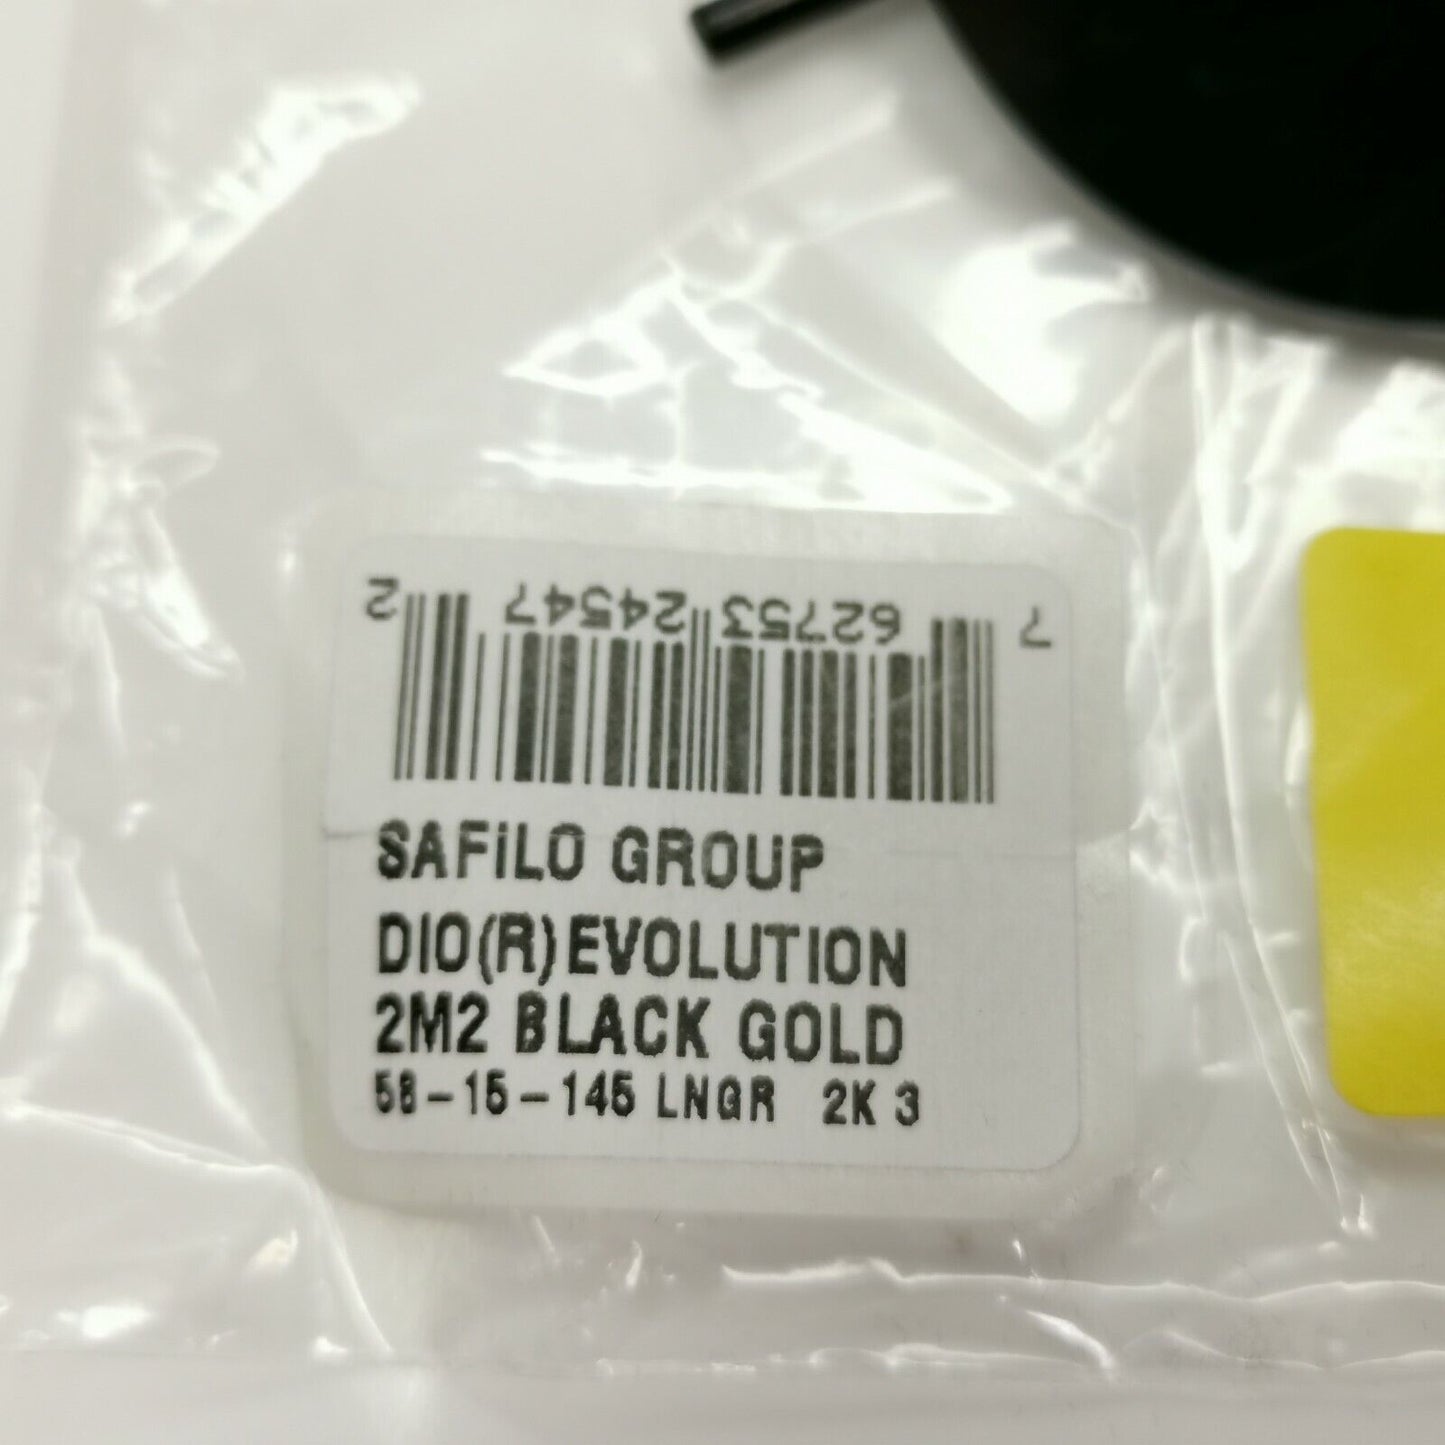 7 62753 24547 2
SAFiLO GROUP
DIO(R)EVOLUTION
2M2 BLACK GOLD
58-15-145 LNGR 2K 3